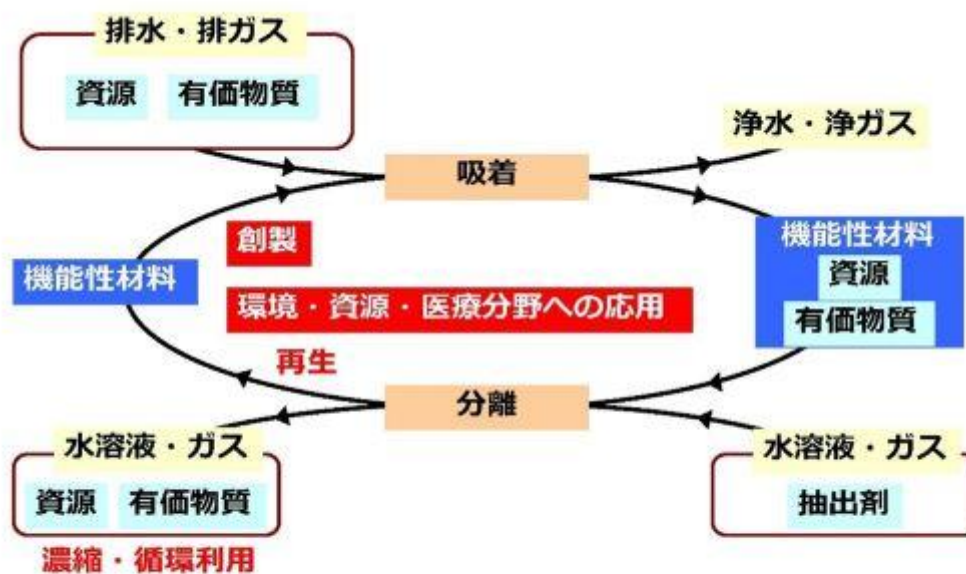 排水・排ガス
資源 有価物質
浄水・浄ガス
吸着
創製
機能性材料
機能性材料
資源
有価物質
環境・資源・医療分野への応用
再生
分離
水溶液・ガス
資源 有価物質
濃縮・循環利用
水溶液・ガス
抽出剤